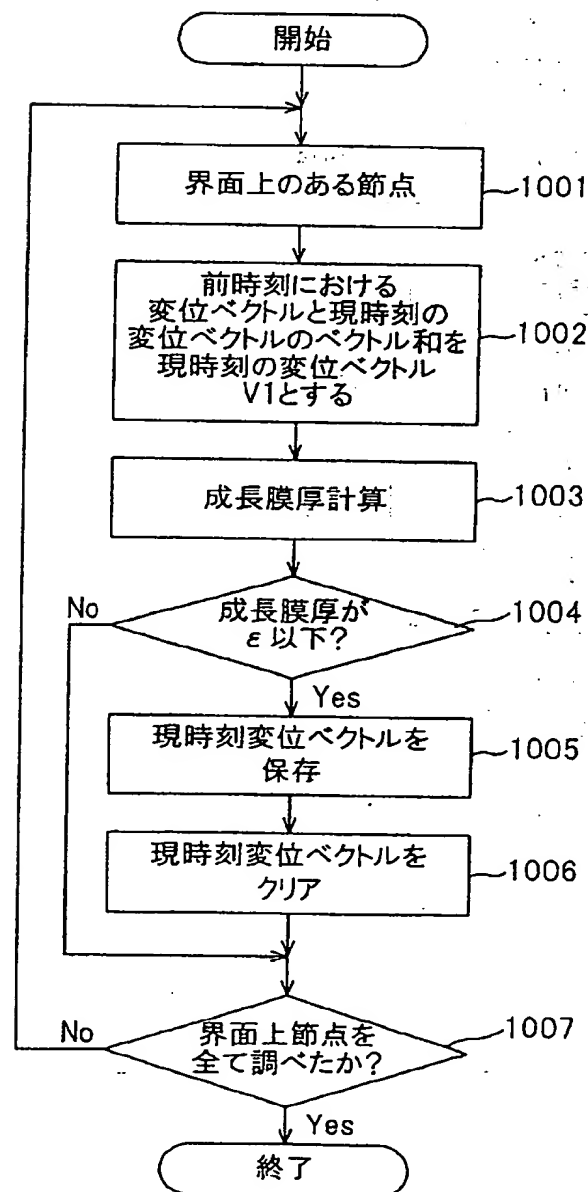 開始
界面上のある節点
1001
前時刻における
変位ベクトルと現時刻の
変位ベクトルのベクトル和を
現時刻の変位ベクトル
V1とする
1002
成長膜厚計算
1003
成長膜厚が
ε以下?
1004
No
Yes
現時刻変位ベクトルを
保存
1005
現時刻変位ベクトルを
クリア
1006
界面上節点を
全て調べたか?
1007
No
Yes
終了